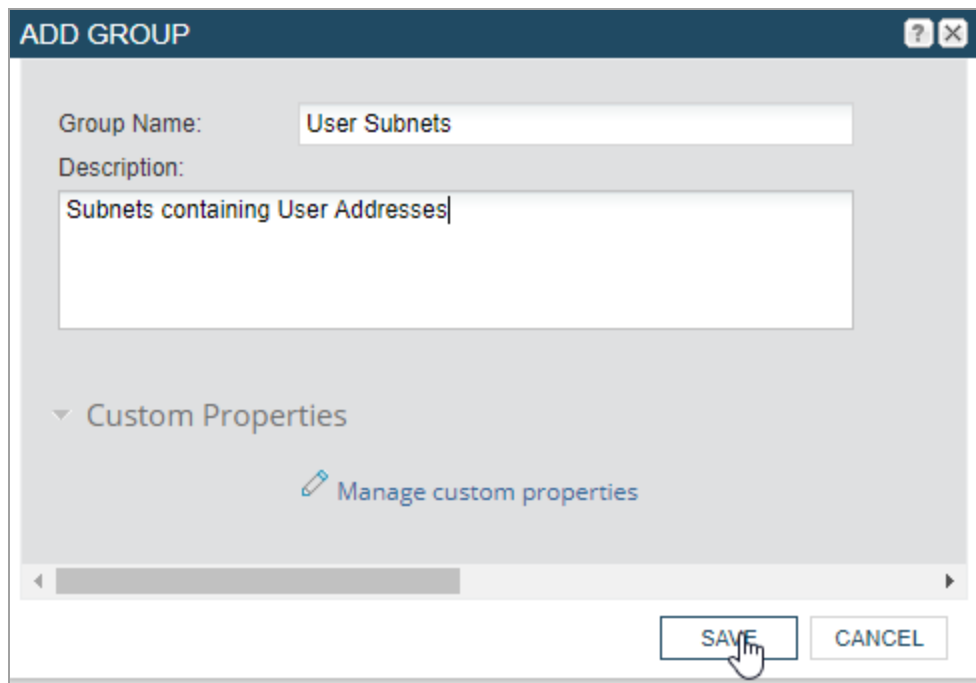 ADD GROUP
Group Name: User Subnets
Description:
Subnets containing User Addresses
Custom Properties
Manage custom properties
SAVE CANCEL